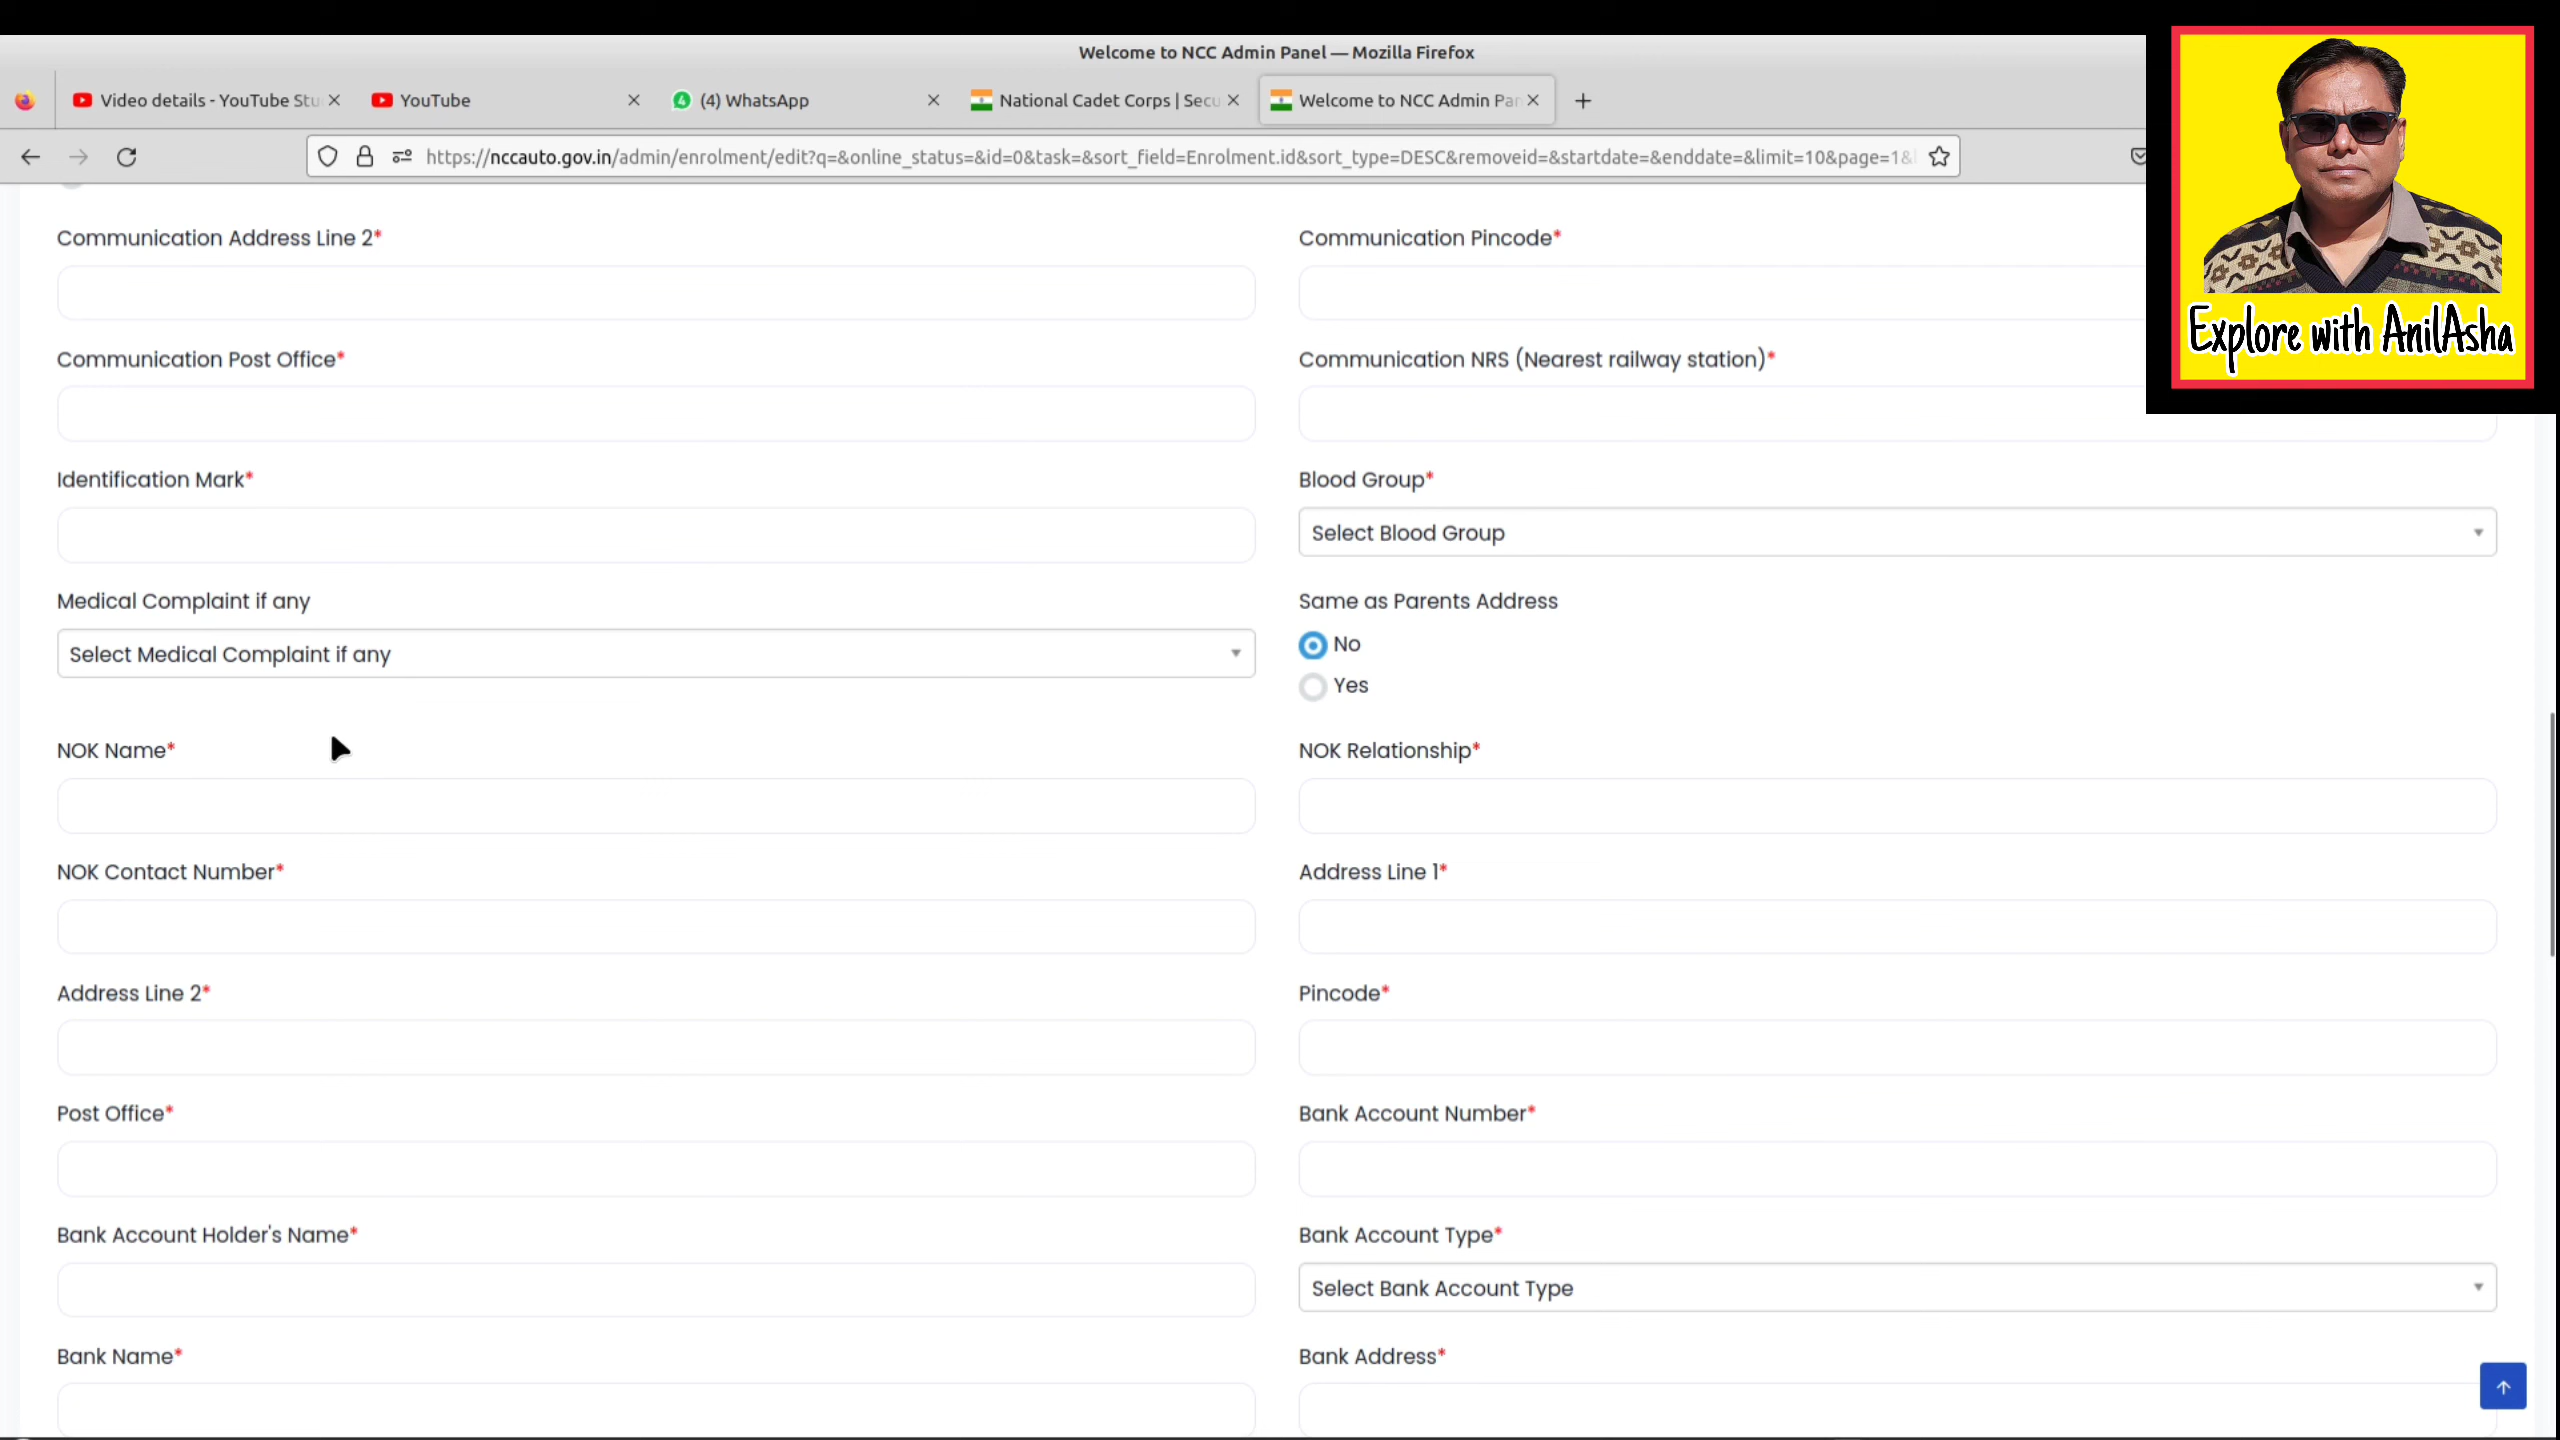 Welcome to NCC Admin Panel — Mozilla Firefox
Video details - YouTube Stu
YouTube
4 (4) WhatsApp
National Cadet Corps | Secu
Welcome to NCC Admin Pan
https://nccauto.gov.in/admin/enrolment/edit?q=&online_status=&id=0&task=&sort_field=Enrolment.id&sort_type=DESC&removeid=&startdate=&enddate=&limit=10&page=1&
Explore with AnilAsha
Communication Address Line 2*
Communication Pincode*
Communication Post Office*
Communication NRS (Nearest railway station)*
Identification Mark*
Blood Group*
Select Blood Group
Medical Complaint if any
Select Medical Complaint if any
Same as Parents Address
No
Yes
NOK Name*
NOK Relationship*
NOK Contact Number*
Address Line 1*
Address Line 2*
Pincode*
Post Office*
Bank Account Number*
Bank Account Holder's Name*
Bank Account Type*
Select Bank Account Type
Bank Name*
Bank Address*